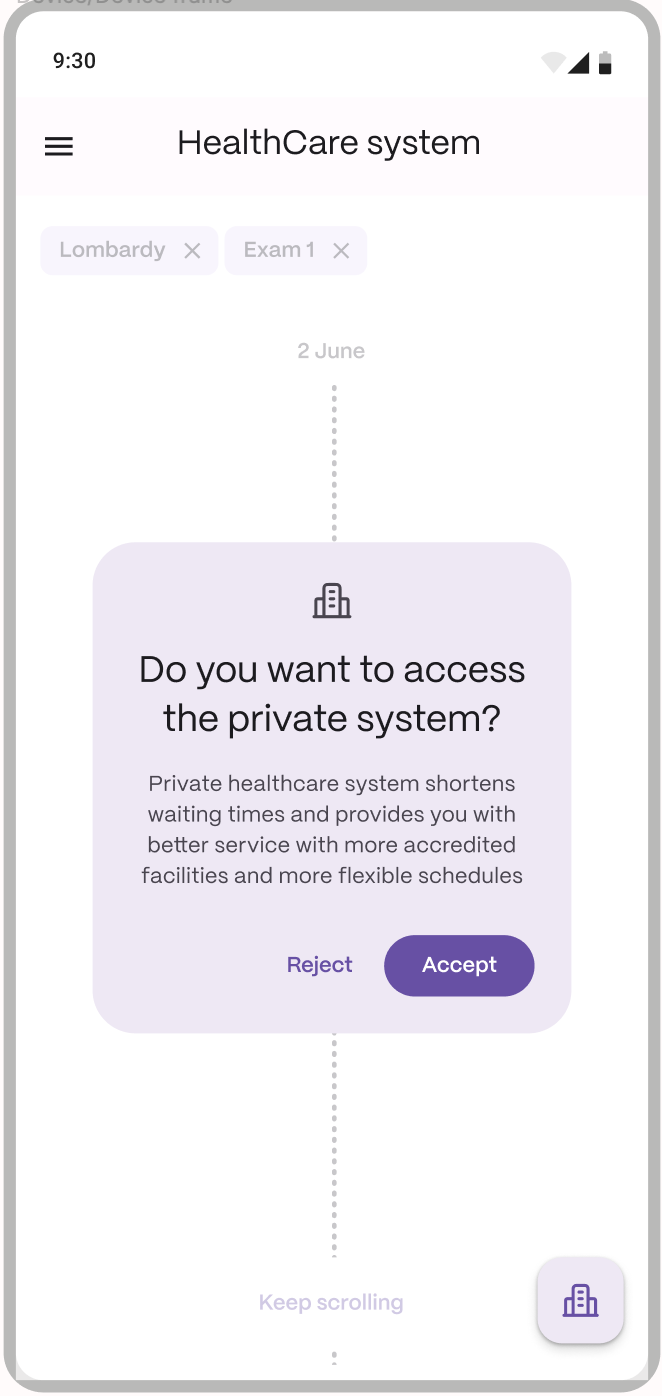 9:30
HealthCare system
Lombardy
Exam 1
2 June
Do you want to access
the private system?
Private healthcare system shortens
waiting times and provides you with
better service with more accredited
facilities and more flexible schedules
Reject
Accept
Keep scrolling